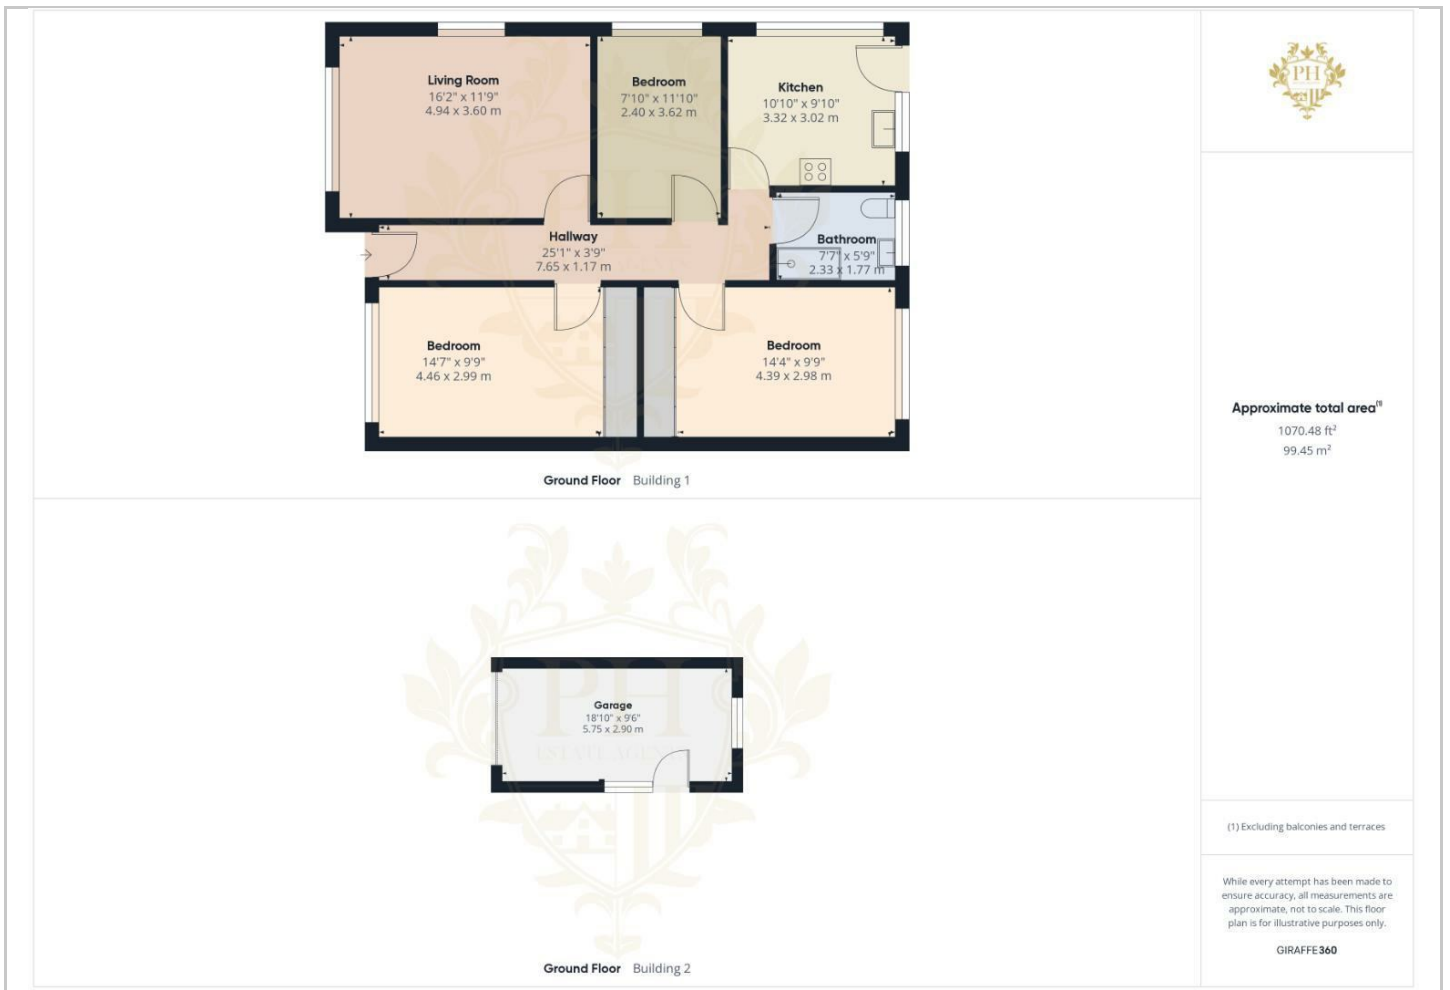 Living Room
16'2" x 11'9"
4.94 x 3.60 m
Bedroom
7'10" x 11'10"
2.40 x 3.62 m
Kitchen
10'10" x 9'10"
3.32 x 3.02 m
Hallway
25'1" x 3'9"
7.65 x 1.17 m
Bathroom
7'7" x 5'9"
2.33 x 1.77 m
Bedroom
14'7" x 9'9"
4.46 x 2.99 m
Bedroom
14'4" x 9'9"
4.39 x 2.98 m
Ground Floor Building 1
PH
ESTATE AGENTS
Garage
18'10" x 9'6"
5.75 x 2.90 m
Ground Floor Building 2
PH
Approximate total area(1)
1070.48 ft²
99.45 m²
(1) Excluding balconies and terraces
While every attempt has been made to
ensure accuracy, all measurements are
approximate, not to scale. This floor
plan is for illustrative purposes only.
GIRAFFE360